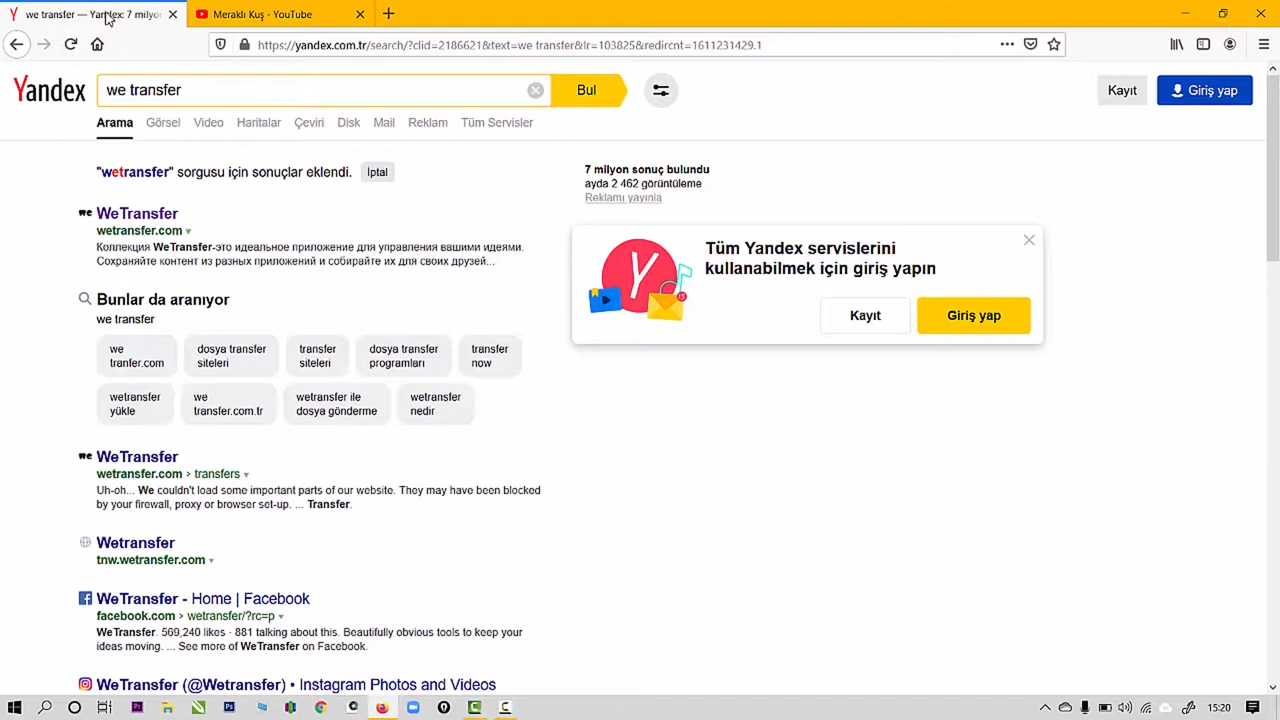 we transfer — Yandex: 7 milyo
Meraklı Kuş - YouTube
https://yandex.com.tr/search/?clid=2186621&text=we transfer&lr=103825&redircnt=1611231429.1
Yandex
we transfer
Bul
Kayıt
Giriş yap
Arama
Görsel
Video
Haritalar
Çeviri
Disk
Mail
Reklam
Tüm Servisler
"wetransfer" sorgusu için sonuçlar eklendi.
İptal
7 milyon sonuç bulundu
ayda 2 462 görüntüleme
Reklamı yayınla
we WeTransfer
wetransfer.com
Коллекция WeTransfer-это идеальное приложение для управления вашими идеями.
Сохраняйте контент из разных приложений и собирайте их для своих друзей...
Tüm Yandex servislerini
kullanabilmek için giriş yapın
Kayıt
Giriş yap
Bunlar da aranıyor
we transfer
we
tranfer.com
dosya transfer
siteleri
transfer
siteleri
dosya transfer
programları
transfer
now
wetransfer
yükle
we
transfer.com.tr
wetransfer ile
dosya gönderme
wetransfer
nedir
we WeTransfer
wetransfer.com › transfers
Uh-oh... We couldn't load some important parts of our website. They may have been blocked
by your firewall, proxy or browser set-up. ... Transfer.
Wetransfer
tnw.wetransfer.com
WeTransfer - Home | Facebook
facebook.com › wetransfer/?rc=p
WeTransfer. 569,240 likes · 881 talking about this. Beautifully obvious tools to keep your
ideas moving. ... See more of WeTransfer on Facebook.
WeTransfer (@Wetransfer) • Instagram Photos and Videos
15:20